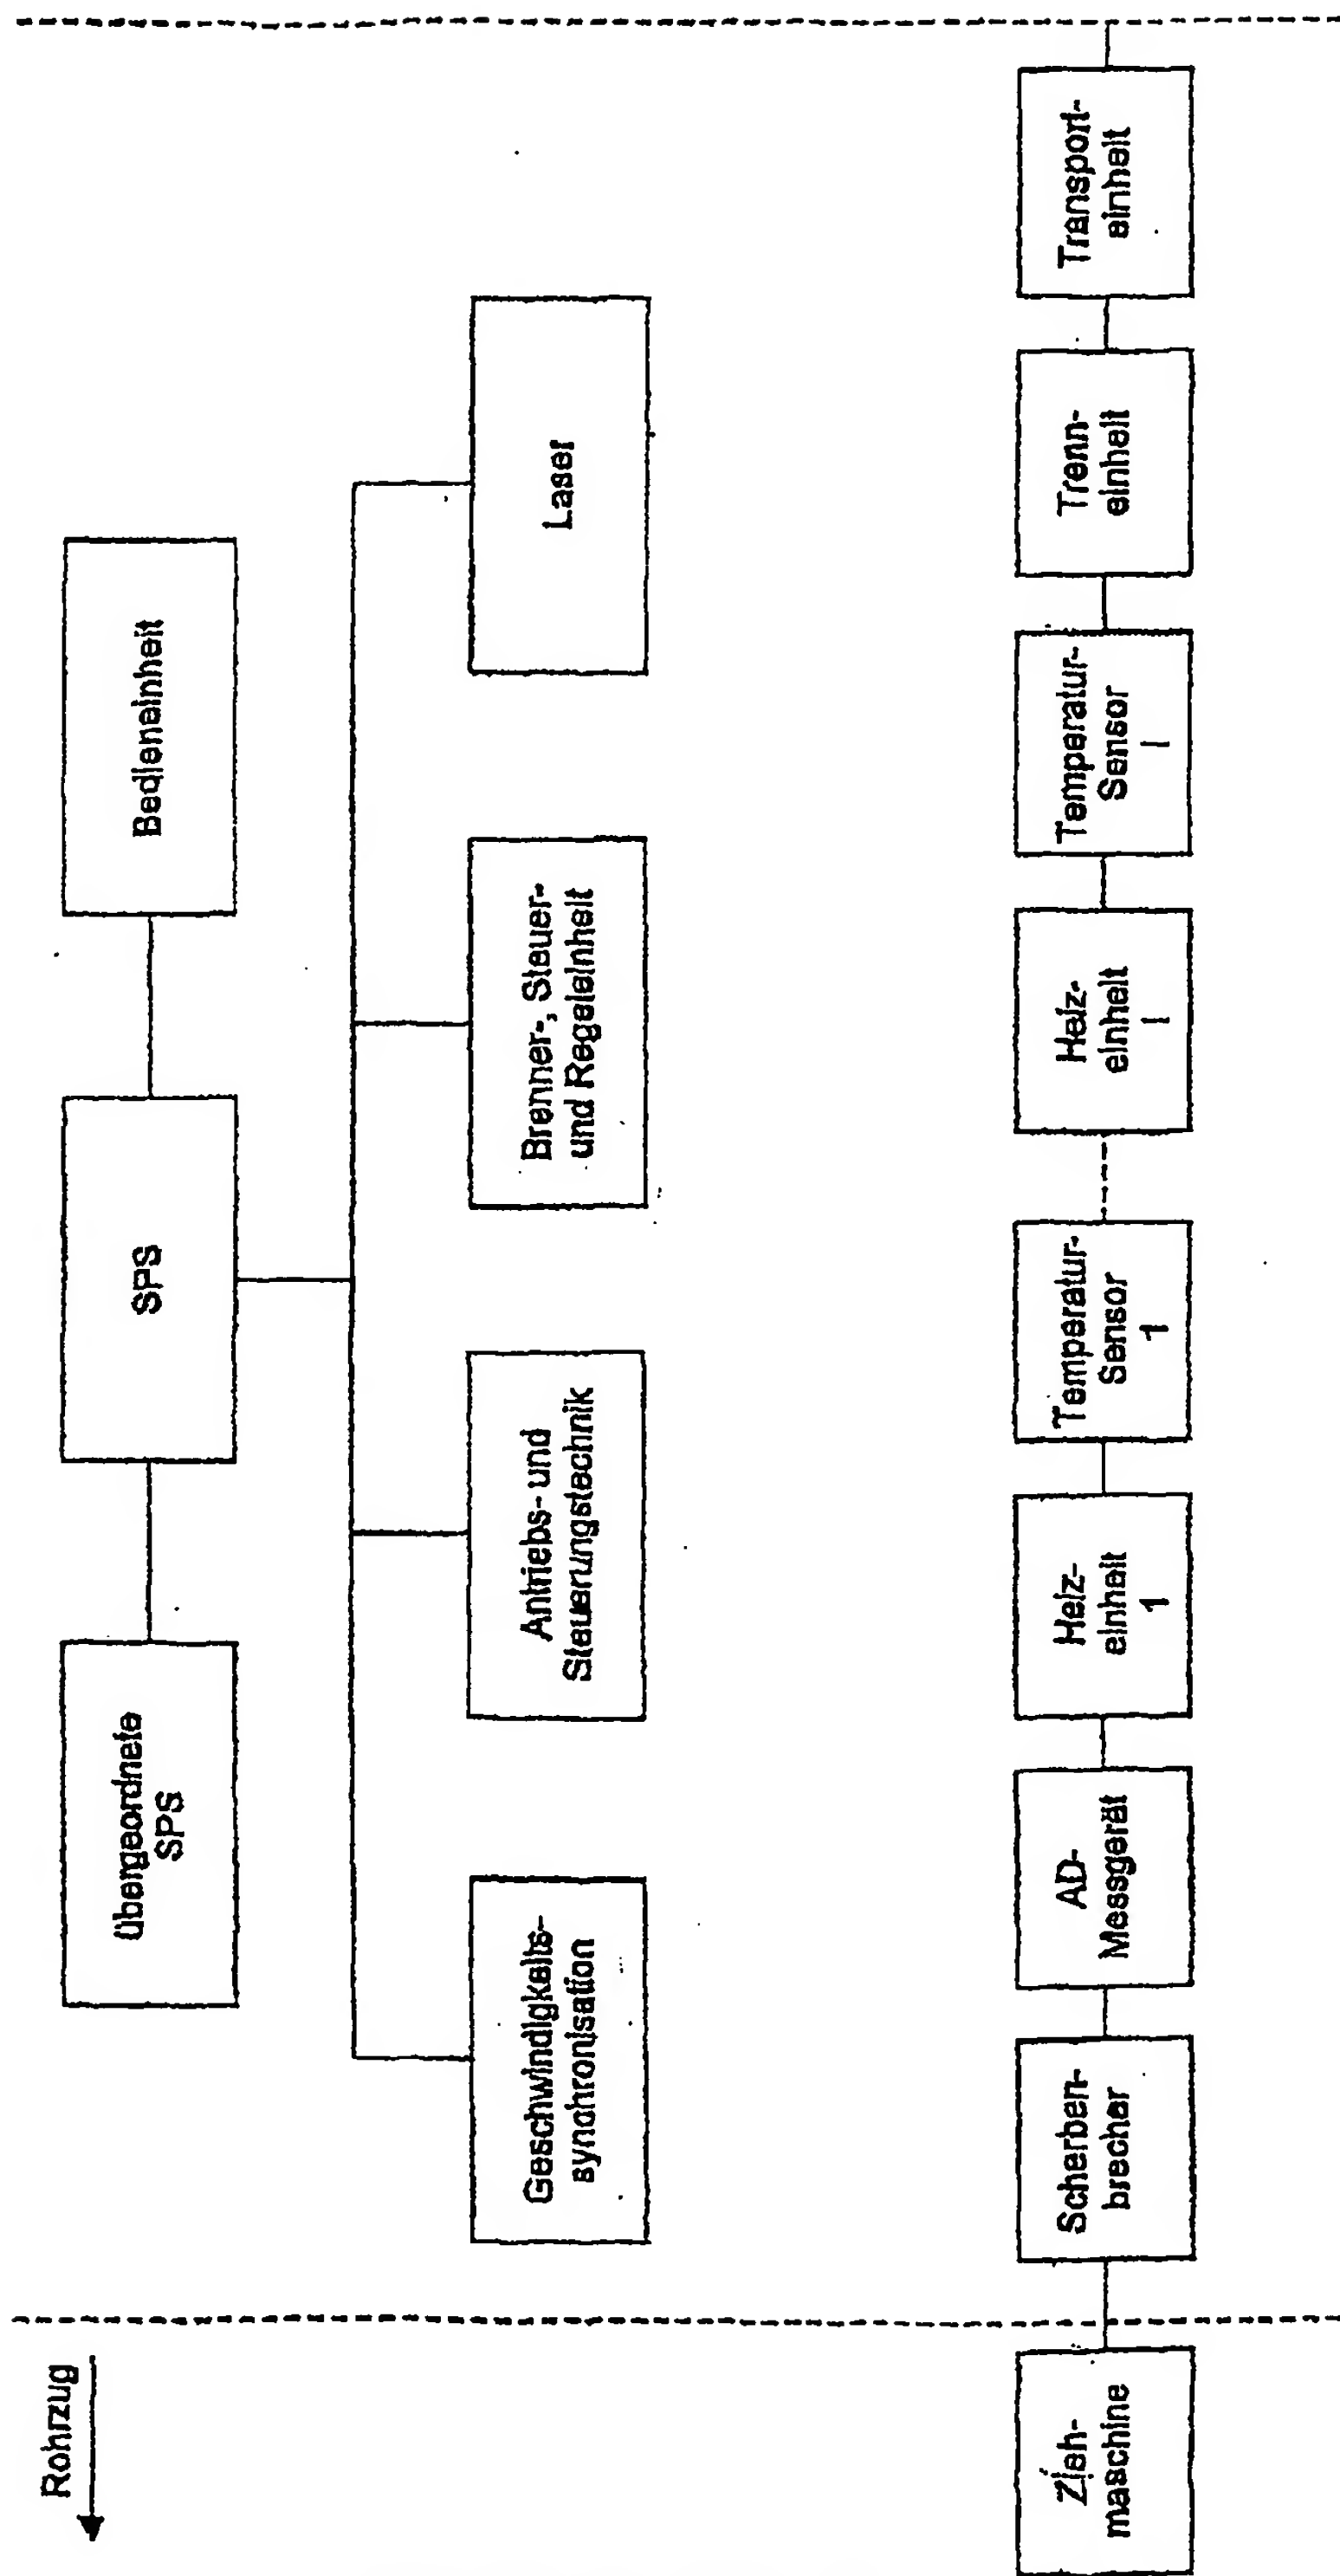 Rohrzug
Übergeordnete
SPS
SPS
Bedieneinheit
Geschwindigkeits-
synchronisation
Antriebs- und
Steuerungstechnik
Brenner-, Steuer-
und Regeleinheit
Laser
Zieh-
maschine
Scherben-
brecher
AD-
Messgerät
Heiz-
einheit
1
Temperatur-
Sensor
1
Heiz-
einheit
I
Temperatur-
Sensor
I
Trenn-
einheit
Transport-
einheit